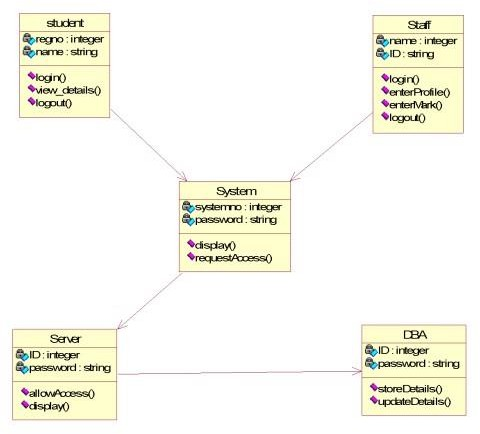 student
regno : integer
name : string
login()
view_details()
logout()
Staff
name : integer
ID : string
login()
enterProfile()
enterMark()
logout()
System
systemno : integer
password : string
display()
requestAccess()
Server
ID : integer
password : string
allowAccess()
display()
DBA
ID : integer
password : string
storeDetails()
updateDetails()